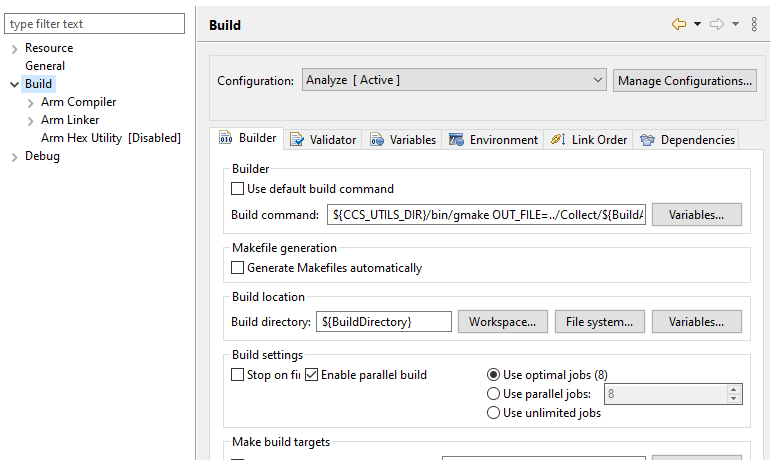 type filter text
Resource
General
Build
Arm Compiler
Arm Linker
Arm Hex Utility [Disabled]
Debug
Build
Configuration: Analyze [ Active ] Manage Configurations...
Builder Validator Variables Environment Link Order Dependencies
Builder
Use default build command
Build command: ${CCS_UTILS_DIR}/bin/gmake OUT_FILE=../Collect/${BuildA Variables...
Makefile generation
Generate Makefiles automatically
Build location
Build directory: ${BuildDirectory} Workspace... File system... Variables...
Build settings
Stop on fi Enable parallel build Use optimal jobs (8)
Use parallel jobs: 8
Use unlimited jobs
Make build targets